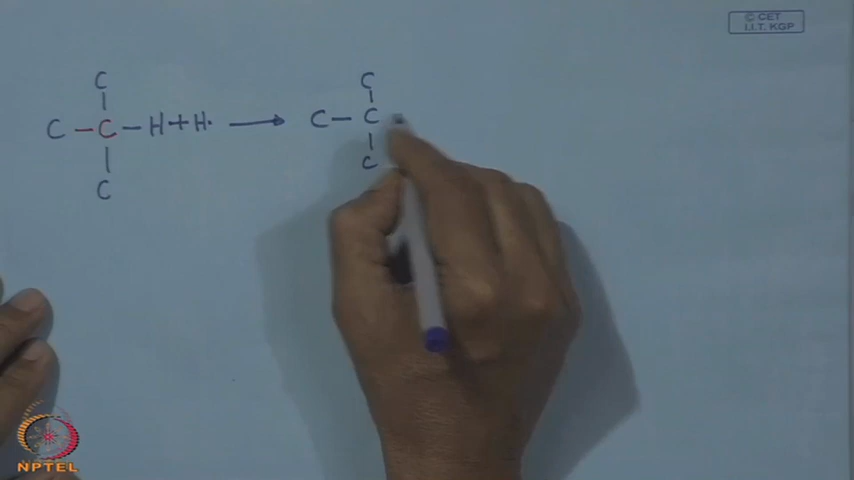 © CET
I.I.T. KGP
C C
C – C – H + H· ⟶ C – C ·
C C
NPTEL